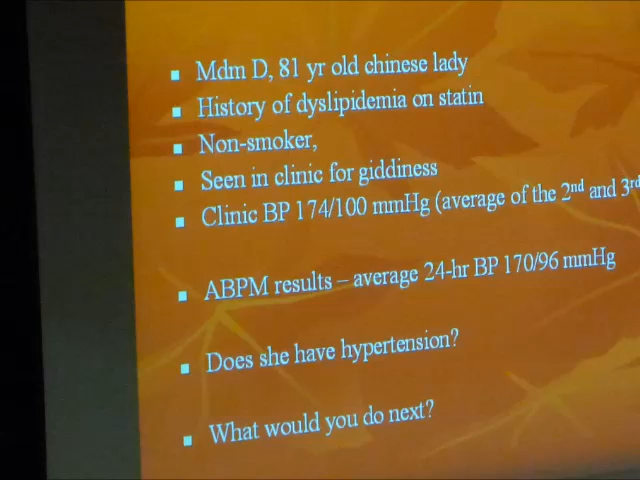 Mdm D, 81 yr old chinese lady
History of dyslipidemia on statin
Non-smoker,
Seen in clinic for giddiness
Clinic BP 174/100 mmHg (average of the 2nd and 3rd
ABPM results – average 24-hr BP 170/96 mmHg
Does she have hypertension?
What would you do next?